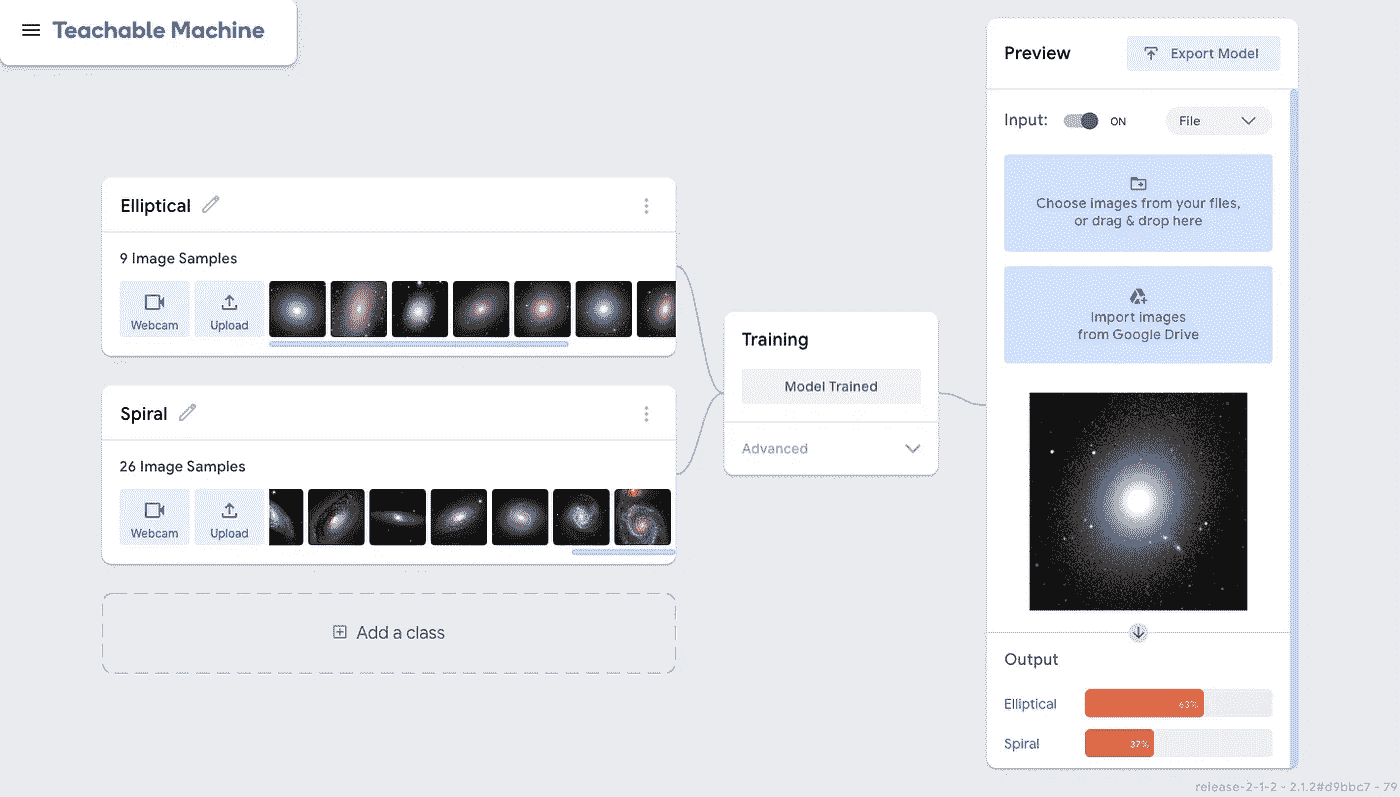 Teachable Machine
Elliptical
9 Image Samples
Webcam
Upload
Spiral
26 Image Samples
Webcam
Upload
Add a class
Training
Model Trained
Advanced
Preview
Export Model
Input:
ON
File
Choose images from your files,
or drag & drop here
Import images
from Google Drive
Output
Elliptical
63%
Spiral
37%
release-2-1-2 - 2.1.2#d9bbc7 - 79